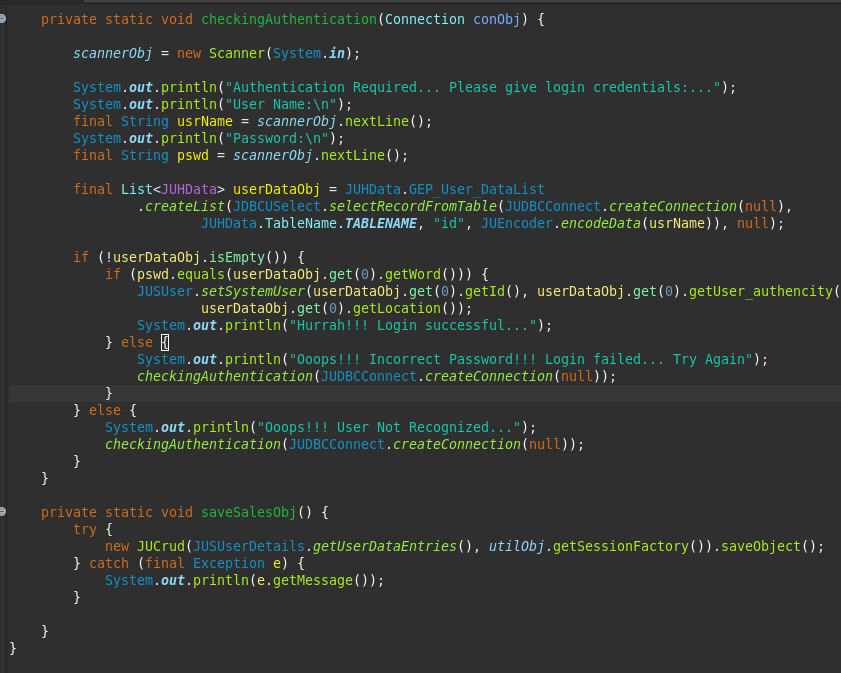 private static void checkingAuthentication(Connection conObj) {
scannerObj = new Scanner(System.in);
System.out.println("Authentication Required... Please give login credentials:...");
System.out.println("User Name:\n");
final String usrName = scannerObj.nextLine();
System.out.println("Password:\n");
final String pswd = scannerObj.nextLine();
final List<JUHData> userDataObj = JUHData.GEP_User_DataList
.createList(JDBCUSelect.selectRecordFromTable(JUDBCConnect.createConnection(null),
JUHData.TableName.TABLENAME, "id", JUEncoder.encodeData(usrName)), null);
if (!userDataObj.isEmpty()) {
if (pswd.equals(userDataObj.get(0).getWord())) {
JUSUser.setSystemUser(userDataObj.get(0).getId(), userDataObj.get(0).getUser_authencity(
userDataObj.get(0).getLocation());
System.out.println("Hurrah!!! Login successful...");
} else {
System.out.println("Ooops!!! Incorrect Password!!! Login failed... Try Again");
checkingAuthentication(JUDBCConnect.createConnection(null));
}
} else {
System.out.println("Ooops!!! User Not Recognized...");
checkingAuthentication(JUDBCConnect.createConnection(null));
}
}
private static void saveSalesObj() {
try {
new JUCrud(JUSUserDetails.getUserDataEntries(), utilObj.getSessionFactory()).saveObject();
} catch (final Exception e) {
System.out.println(e.getMessage());
}
}
}